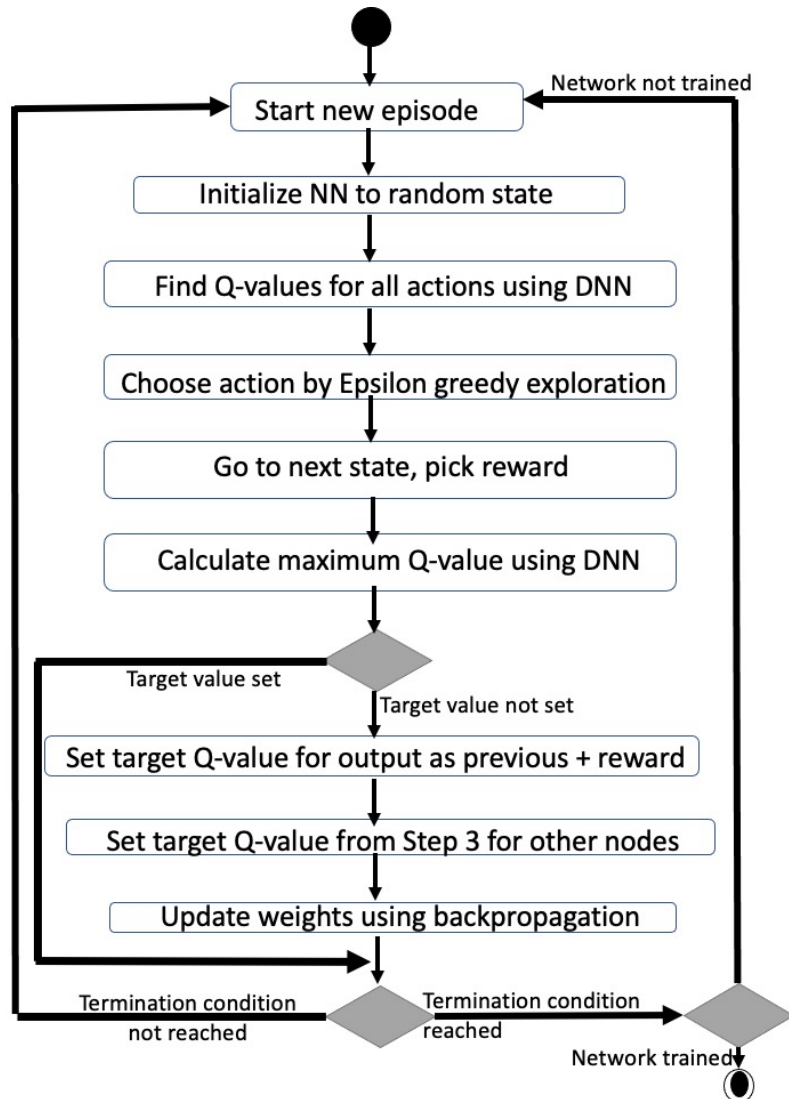 Network not trained
Start new episode
Initialize NN to random state
Find Q-values for all actions using DNN
Choose action by Epsilon greedy exploration
Go to next state, pick reward
Calculate maximum Q-value using DNN
Target value set
Target value not set
Set target Q-value for output as previous + reward
Set target Q-value from Step 3 for other nodes
Update weights using backpropagation
Termination condition
not reached
Termination condition
reached
Network trained